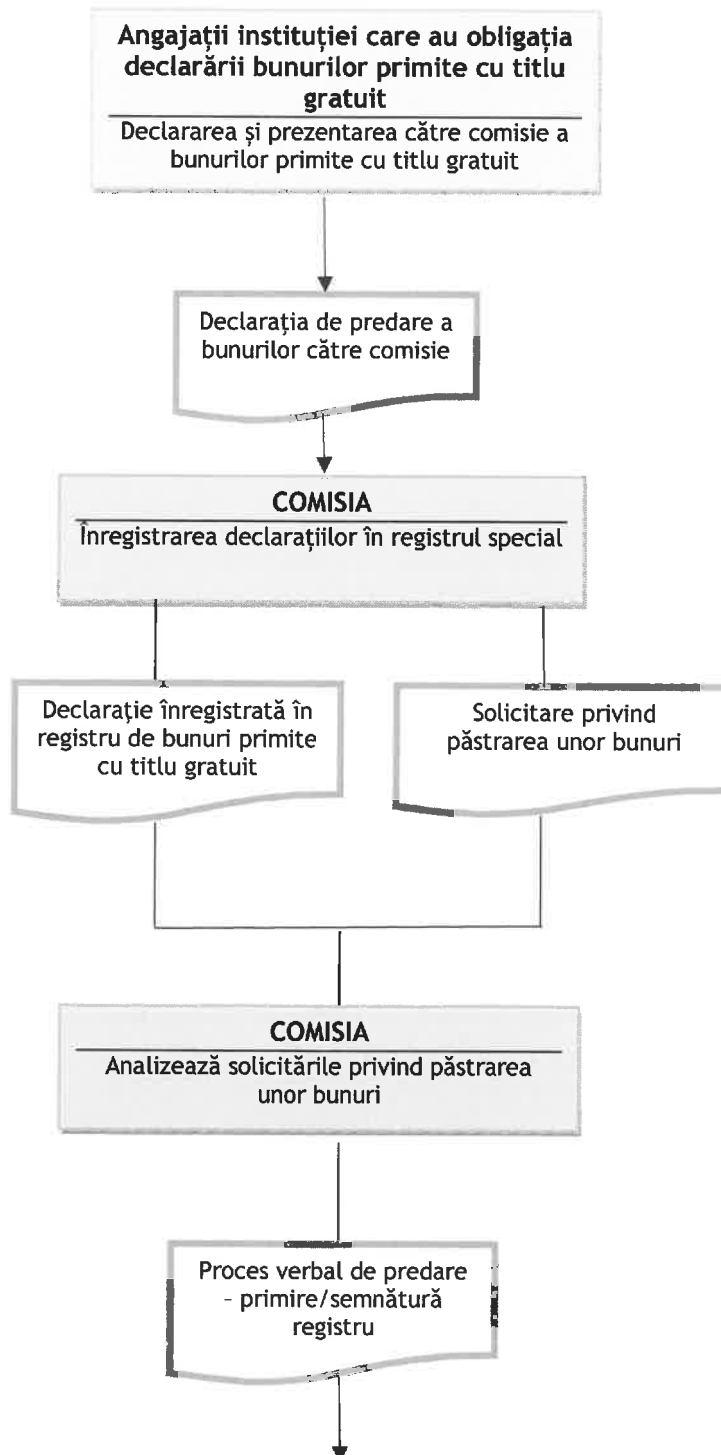 Angajații instituției care au obligația
declarării bunurilor primite cu titlu
gratuit
Declararea și prezentarea către comisie a
bunurilor primite cu titlu gratuit
Declarația de predare a
bunurilor către comisie
COMISIA
Înregistrarea declarațiilor în registrul special
Declarație înregistrată în
registru de bunuri primite
cu titlu gratuit
Solicitare privind
păstrarea unor bunuri
COMISIA
Analizează solicitările privind păstrarea
unor bunuri
Proces verbal de predare
– primire/semnătură
registru